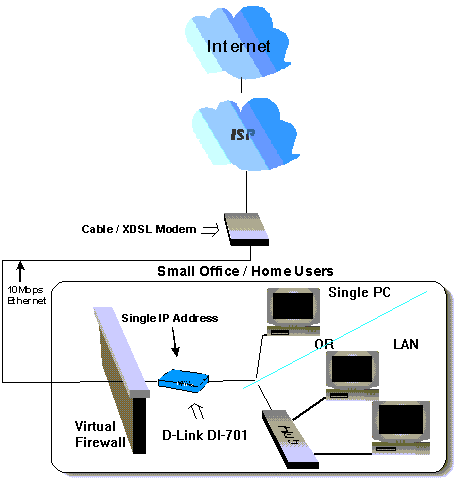 Internet
ISP
Cable / XDSL Modem
10Mbps
Ethernet
Small Office / Home Users
Single PC
Single IP Address
OR
LAN
Virtual
Firewall
D-Link DI-701
Hub